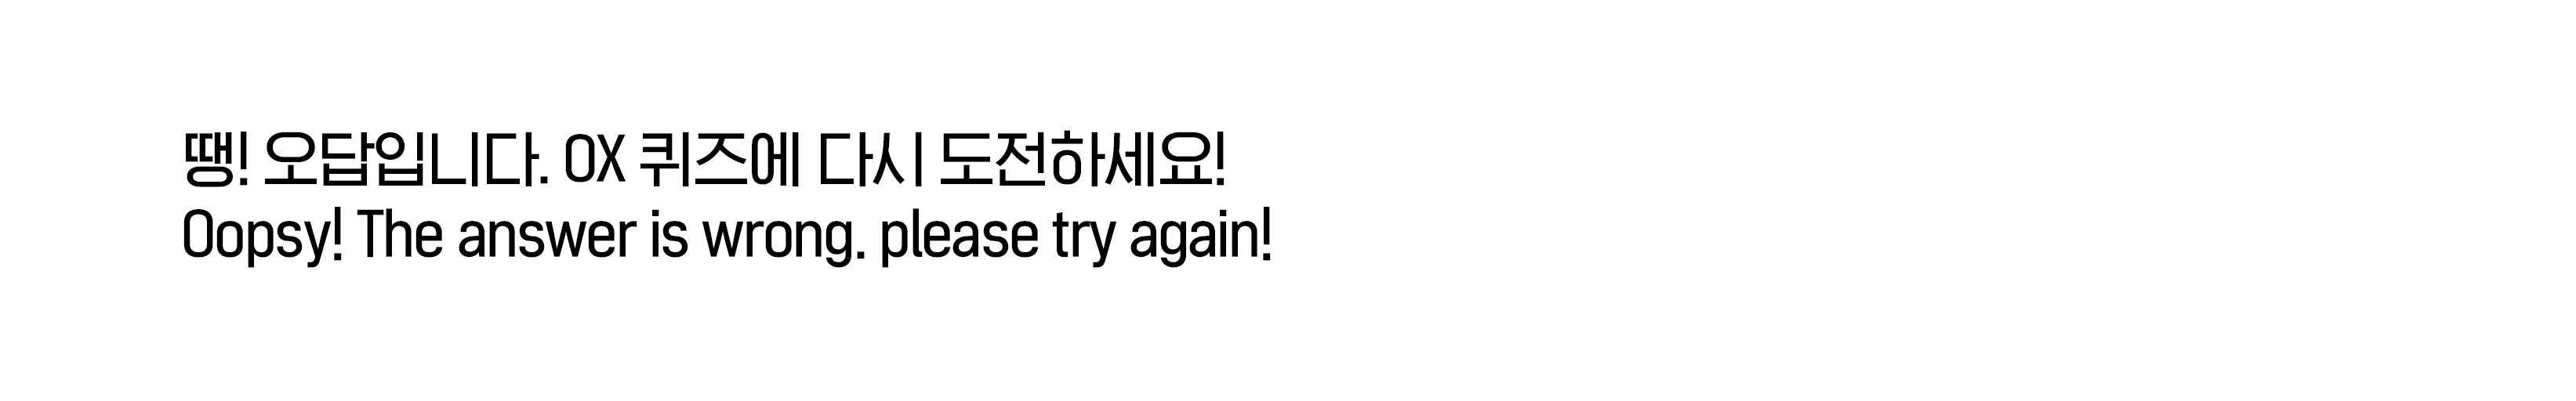 땡! 오답입니다. OX 퀴즈에 다시 도전하세요!
Oopsy! The answer is wrong. please try again!